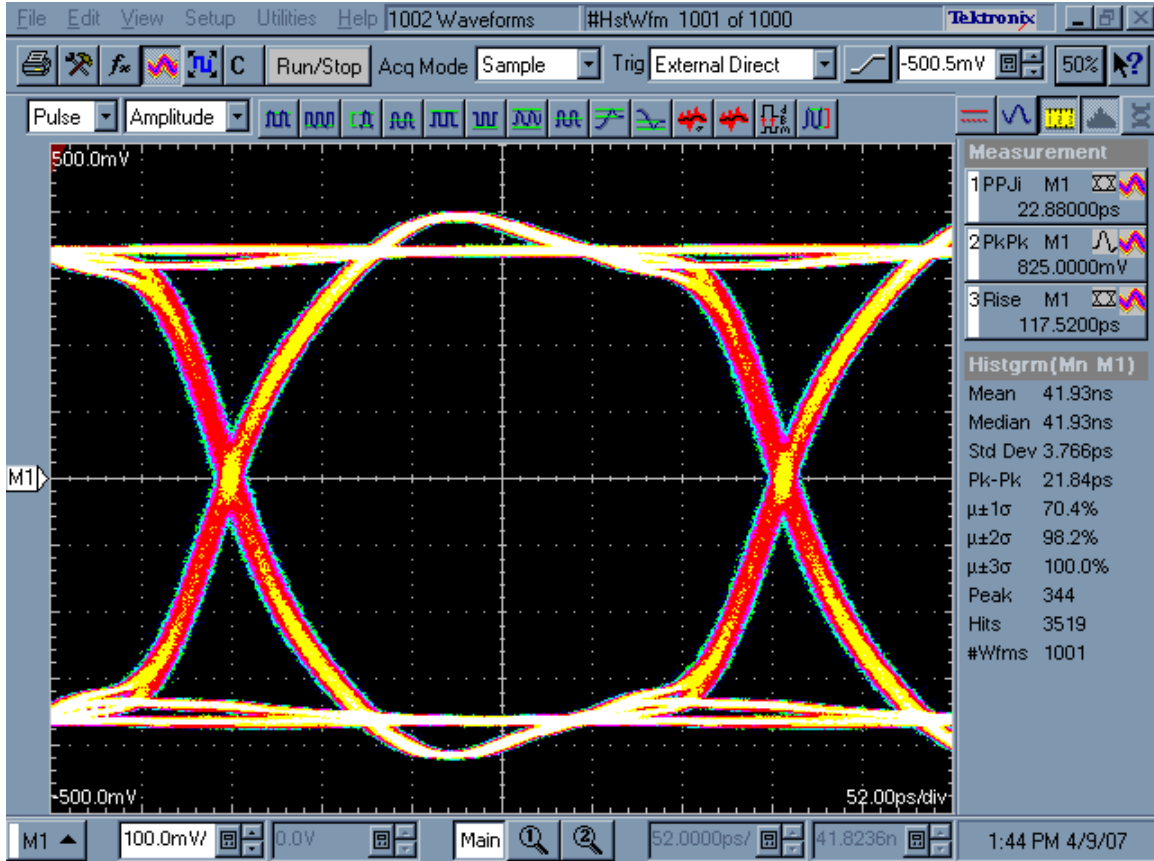 File Edit View Setup Utilities Help 1002 Waveforms #HstWfm 1001 of 1000 Tektronix
fx C Run/Stop Acq Mode Sample Trig External Direct -500.5mV 50% ?
Pulse Amplitude
500.0mV
Measurement
1 PPJi M1
22.88000ps
2 PkPk M1
825.0000mV
3 Rise M1
117.5200ps
Histgrm(Mn M1)
Mean 41.93ns
Median 41.93ns
Std Dev 3.766ps
Pk-Pk 21.84ps
µ±1σ 70.4%
µ±2σ 98.2%
µ±3σ 100.0%
Peak 344
Hits 3519
#Wfms 1001
M1
-500.0mV 52.00ps/div
M1 100.0mV/ 0.0V Main 1 2 52.0000ps/ 41.8236n 1:44 PM 4/9/07